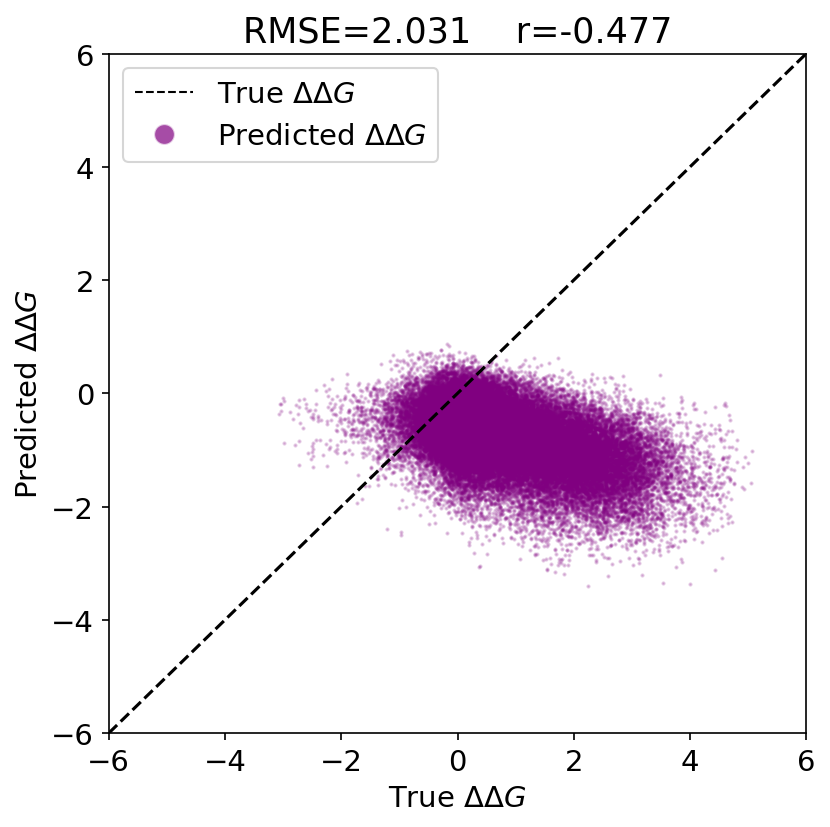 RMSE=2.031 r=-0.477
True ΔΔG
Predicted ΔΔG
Predicted ΔΔG
6
4
2
0
−2
−4
−6
−6 −4 −2 0 2 4 6
True ΔΔG